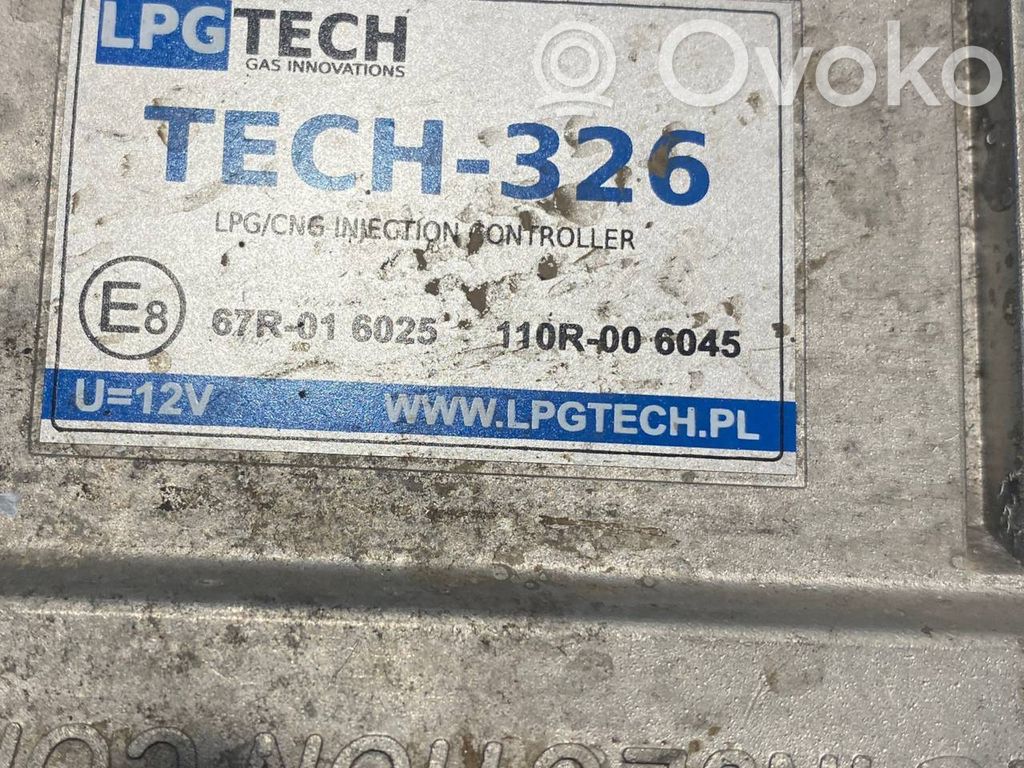 LPGTECH
GAS INNOVATIONS
Ovoko
TECH-326
LPG/CNG INJECTION CONTROLLER
E8 67R-01 6025 110R-00 6045
U=12V WWW.LPGTECH.PL